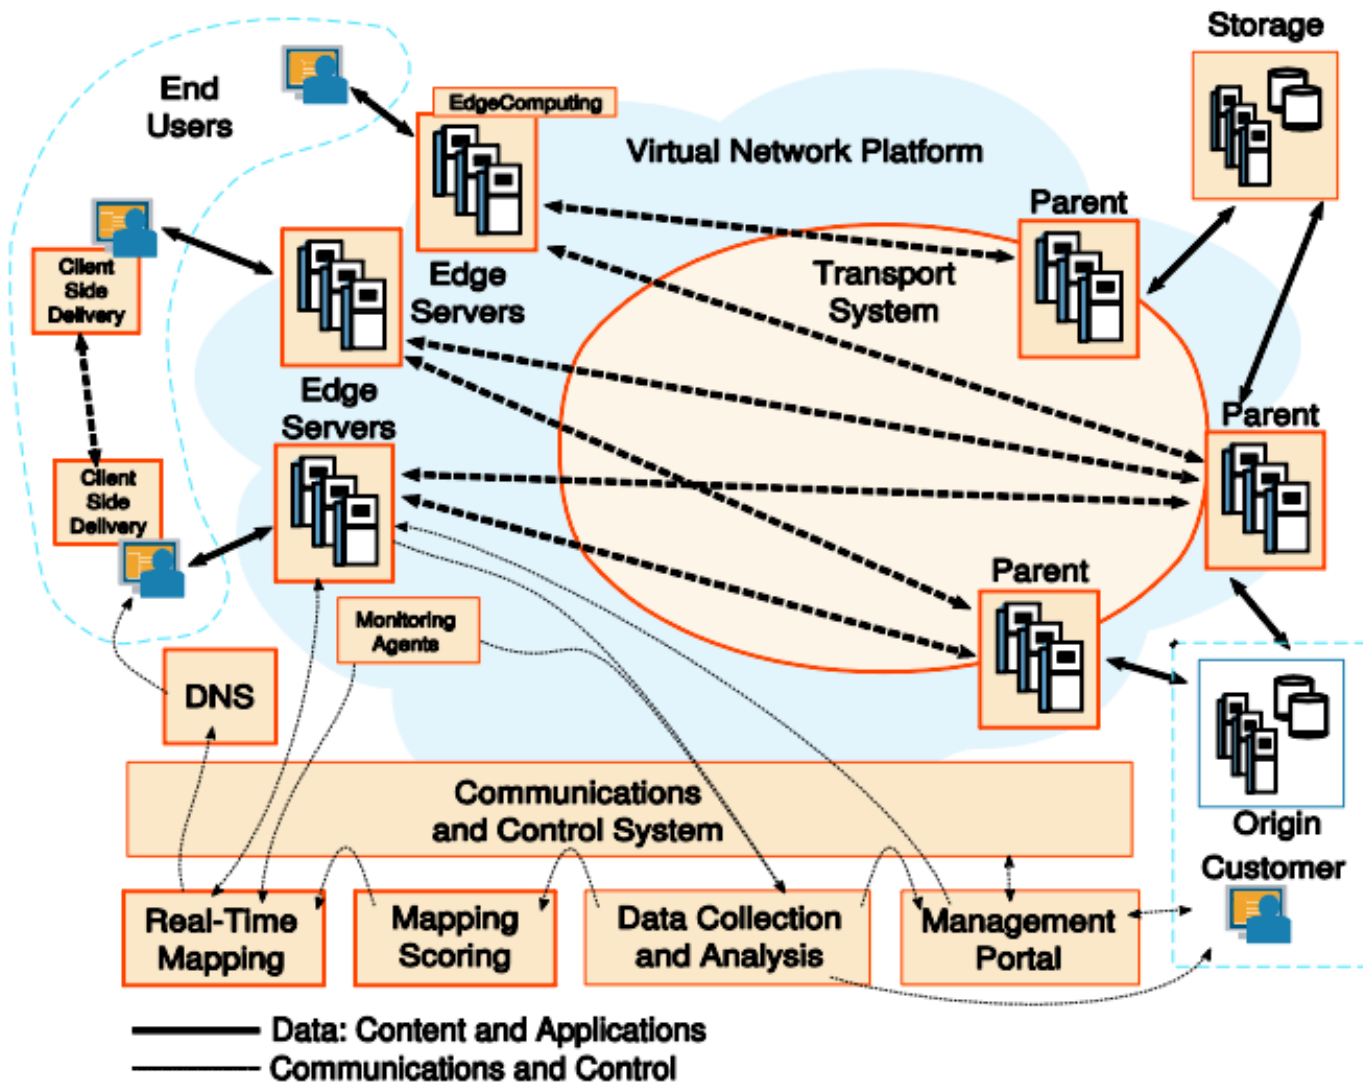 Storage
End
Users
EdgeComputing
Virtual Network Platform
Parent
Client
Side
Delivery
Edge
Servers
Transport
System
Edge
Servers
Parent
Client
Side
Delivery
Parent
Monitoring
Agents
DNS
Communications
and Control System
Origin
Customer
Real-Time
Mapping
Mapping
Scoring
Data Collection
and Analysis
Management
Portal
Data: Content and Applications
Communications and Control